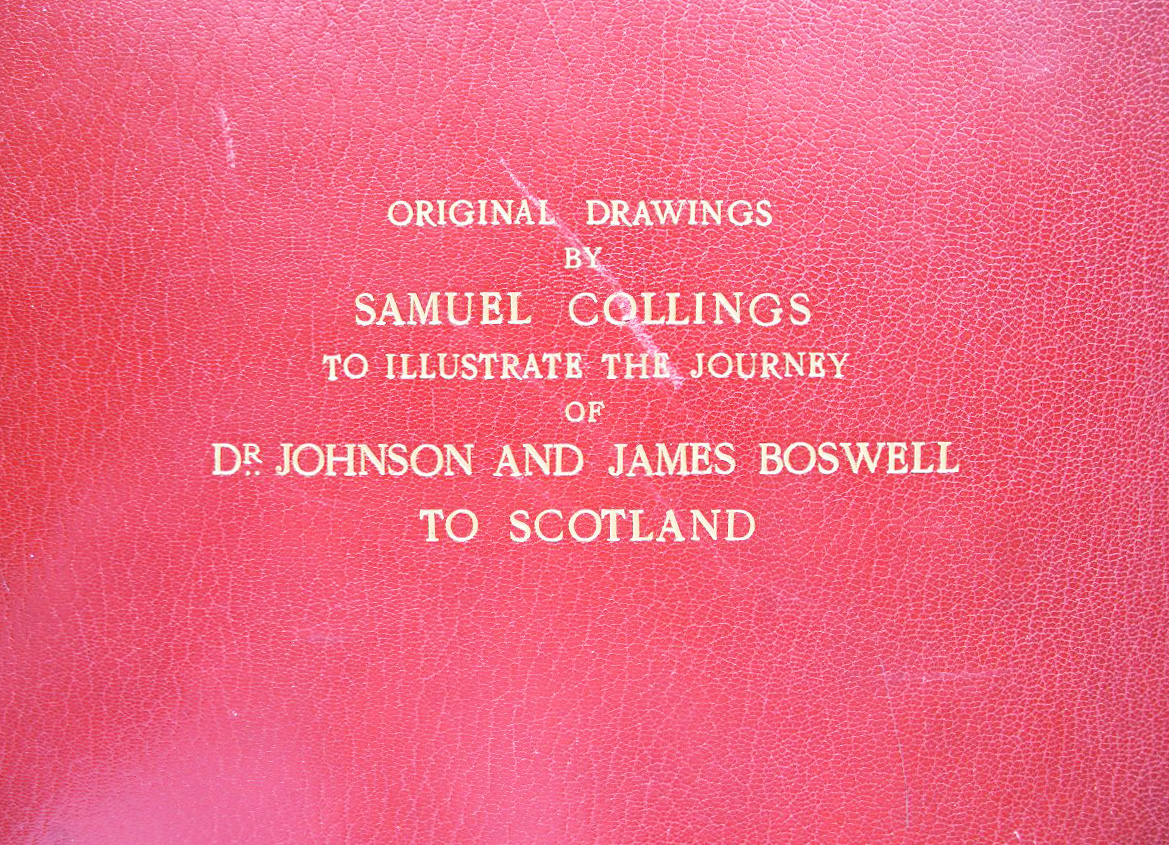 ORIGINAL DRAWINGS
BY
SAMUEL COLLINGS
TO ILLUSTRATE THE JOURNEY
OF
DR. JOHNSON AND JAMES BOSWELL
TO SCOTLAND